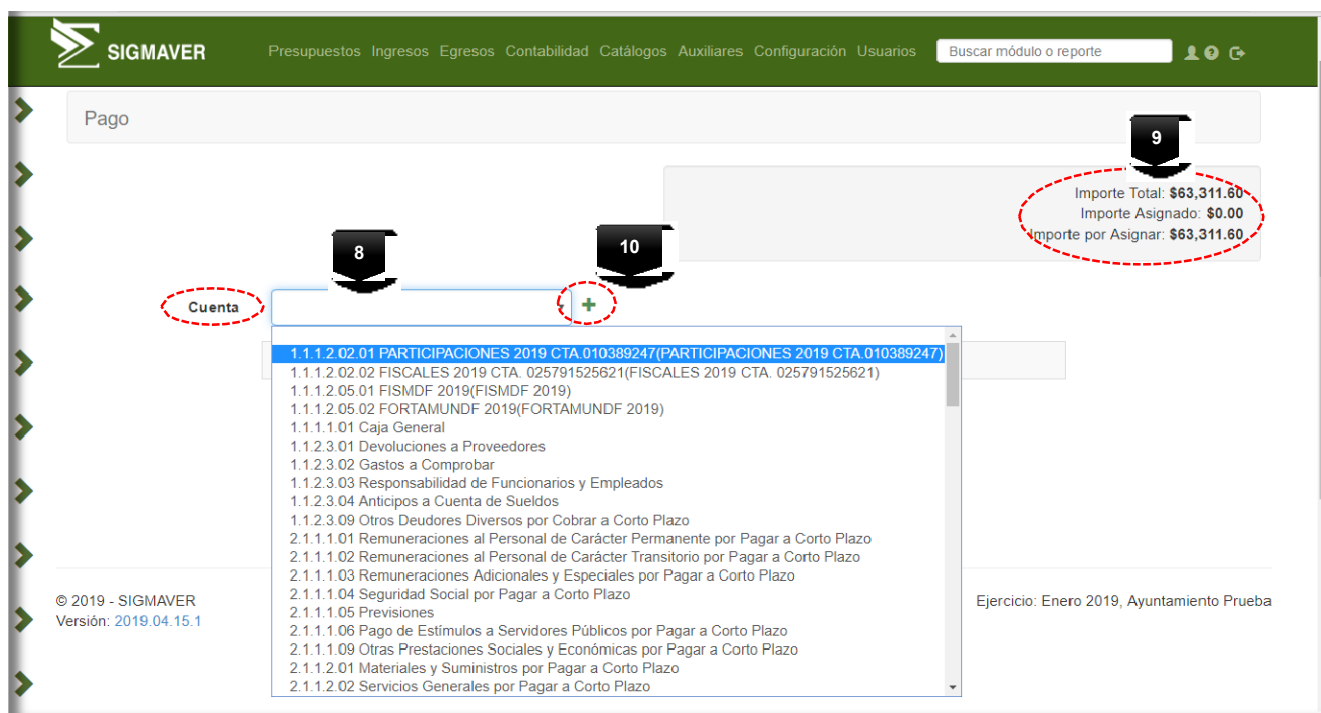 SIGMAVER
Presupuestos Ingresos Egresos Contabilidad Catálogos Auxiliares Configuración Usuarios
Buscar módulo o reporte
Pago
9
Importe Total: $63,311.60
Importe Asignado: $0.00
Importe por Asignar: $63,311.60
8
10
Cuenta
1.1.1.2.02.01 PARTICIPACIONES 2019 CTA.010389247(PARTICIPACIONES 2019 CTA.010389247)
1.1.1.2.02.02 FISCALES 2019 CTA. 025791525621(FISCALES 2019 CTA. 025791525621)
1.1.1.2.05.01 FISMDF 2019(FISMDF 2019)
1.1.1.2.05.02 FORTAMUNDF 2019(FORTAMUNDF 2019)
1.1.1.1.01 Caja General
1.1.2.3.01 Devoluciones a Proveedores
1.1.2.3.02 Gastos a Comprobar
1.1.2.3.03 Responsabilidad de Funcionarios y Empleados
1.1.2.3.04 Anticipos a Cuenta de Sueldos
1.1.2.3.09 Otros Deudores Diversos por Cobrar a Corto Plazo
2.1.1.1.01 Remuneraciones al Personal de Carácter Permanente por Pagar a Corto Plazo
2.1.1.1.02 Remuneraciones al Personal de Carácter Transitorio por Pagar a Corto Plazo
2.1.1.1.03 Remuneraciones Adicionales y Especiales por Pagar a Corto Plazo
2.1.1.1.04 Seguridad Social por Pagar a Corto Plazo
2.1.1.1.05 Previsiones
2.1.1.1.06 Pago de Estímulos a Servidores Públicos por Pagar a Corto Plazo
2.1.1.1.09 Otras Prestaciones Sociales y Económicas por Pagar a Corto Plazo
2.1.1.2.01 Materiales y Suministros por Pagar a Corto Plazo
2.1.1.2.02 Servicios Generales por Pagar a Corto Plazo
© 2019 - SIGMAVER
Versión: 2019.04.15.1
Ejercicio: Enero 2019, Ayuntamiento Prueba